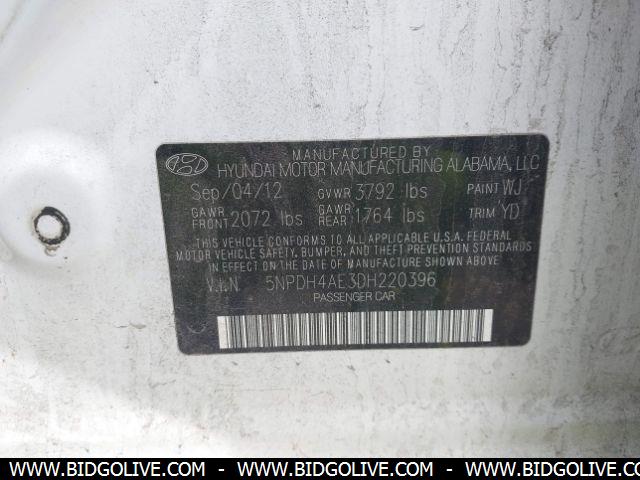 MANUFACTURED BY
HYUNDAI MOTOR MANUFACTURING ALABAMA, LLC
Sep/04/12 GVWR 3792 lbs PAINT WJ
GAWR FRONT 2072 lbs GAWR REAR 1764 lbs TRIM YD
THIS VEHICLE CONFORMS TO ALL APPLICABLE U.S.A. FEDERAL
MOTOR VEHICLE SAFETY, BUMPER, AND THEFT PREVENTION STANDARDS
IN EFFECT ON THE DATE OF MANUFACTURE SHOWN ABOVE.
V.I.N 5NPDH4AE3DH220396
PASSENGER CAR
WWW.BIDGOLIVE.COM - WWW.BIDGOLIVE.COM - WWW.BIDGOLIVE.COM